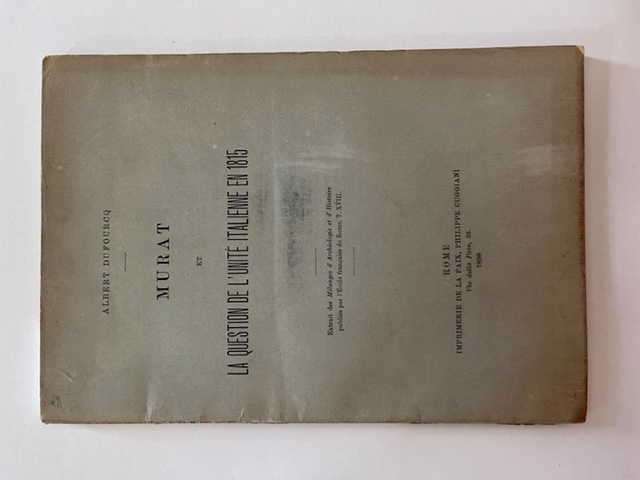 ALBERT DUFOURCQ
MURAT
ET
LA QUESTION DE L'UNITÉ ITALIENNE EN 1815
Extrait des Mélanges d'Archéologie et d'Histoire
publiés par l'École française de Rome, T. XVIII.
ROME
IMPRIMERIE DE LA PAIX, PHILIPPE CUGGIANI
Via della Pace, 35.
1898